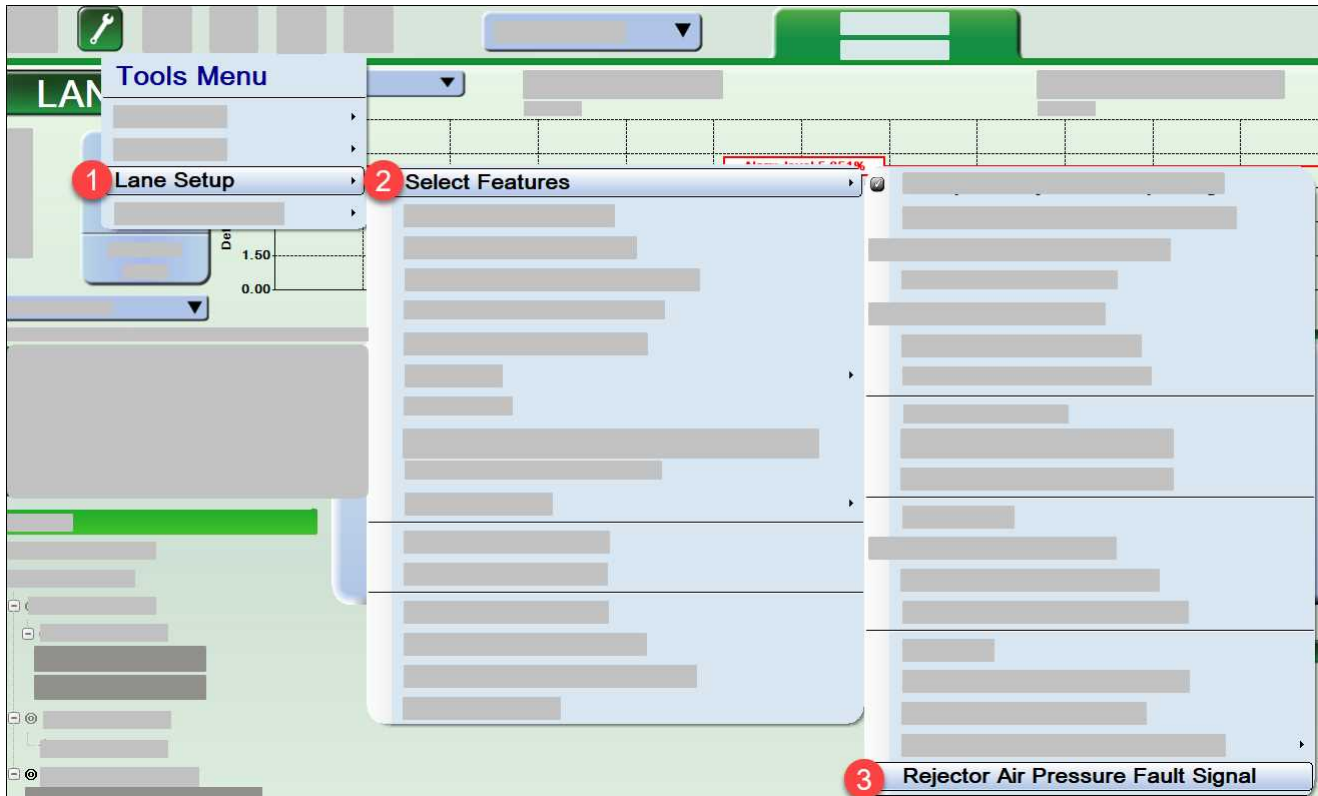 LAN
Tools Menu
1
Lane Setup
2
Select Features
1.50
0.00
3
Rejector Air Pressure Fault Signal